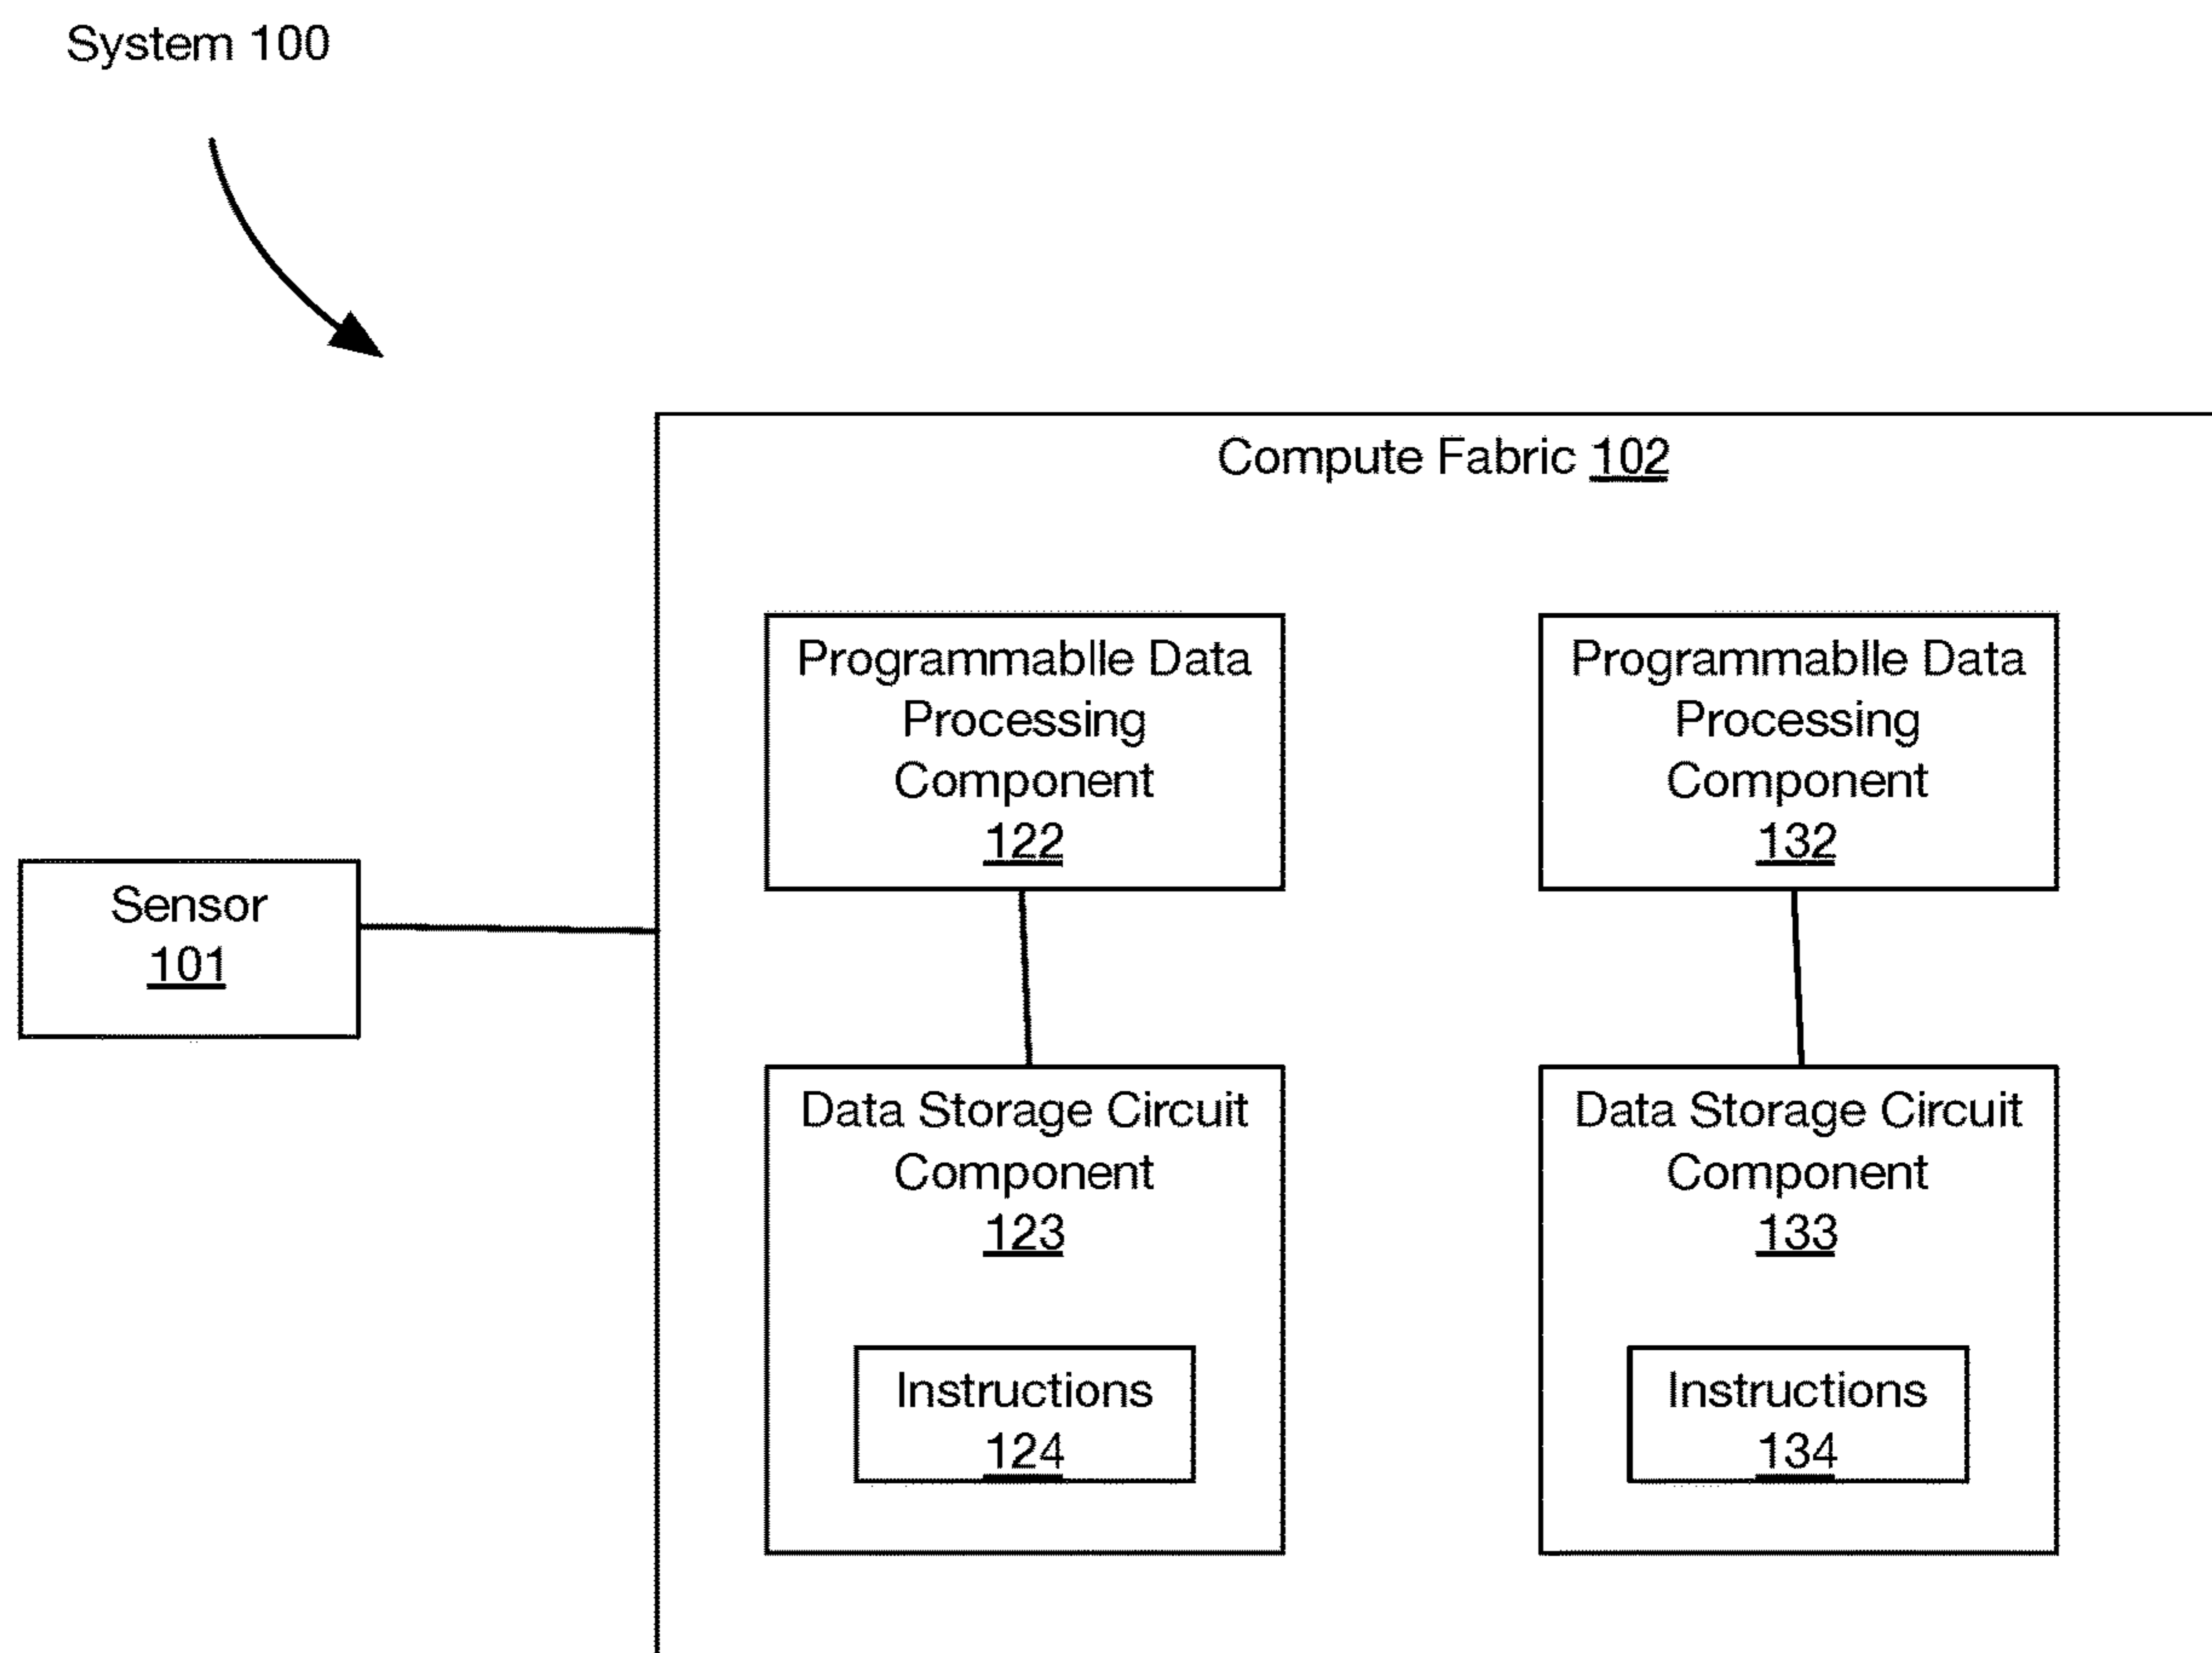 System 100
Compute Fabric 102
Programmablle Data
Processing
Component
122
Programmablle Data
Processing
Component
132
Sensor
101
Data Storage Circuit
Component
123
Data Storage Circuit
Component
133
Instructions
124
Instructions
134